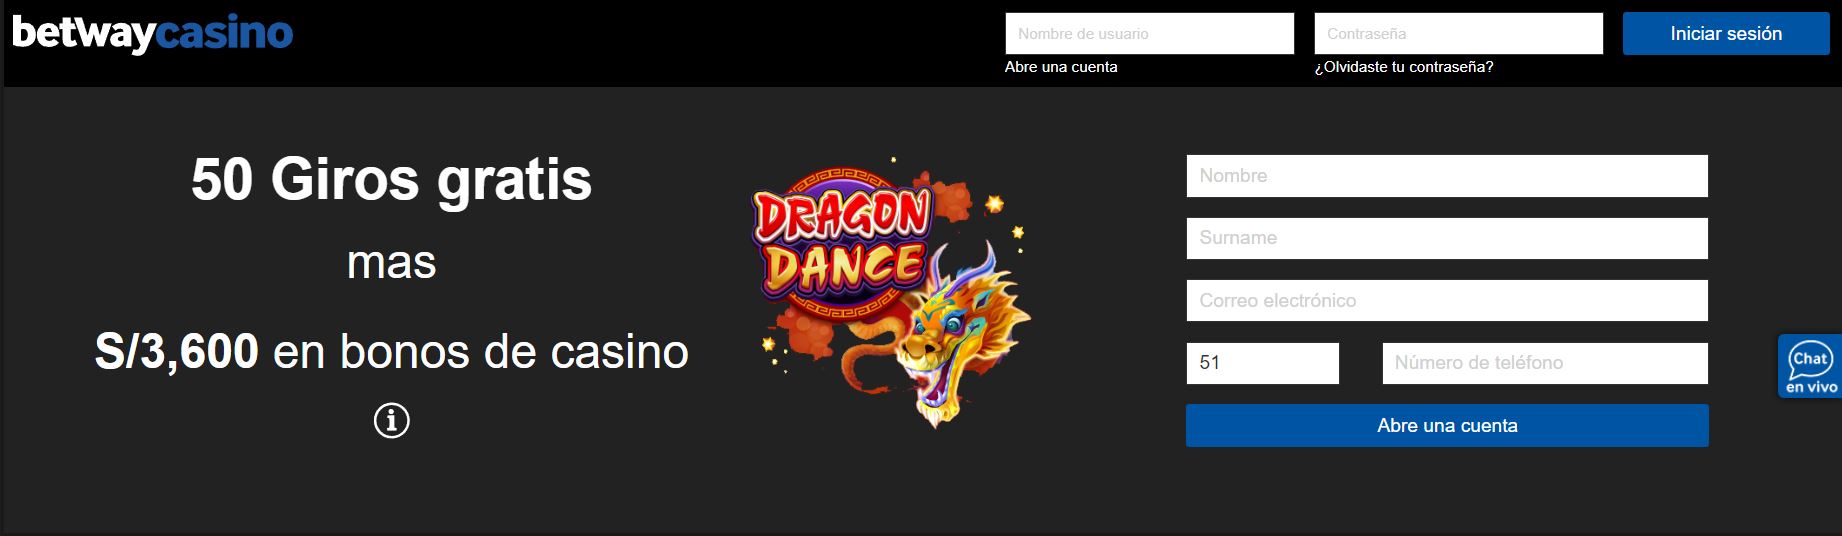 betwaycasino
Nombre de usuario
Contraseña
Iniciar sesión
Abre una cuenta
¿Olvidaste tu contraseña?
50 Giros gratis
mas
S/3,600 en bonos de casino
i
DRAGON
DANCE
Nombre
Surname
Correo electrónico
51
Número de teléfono
Abre una cuenta
Chat
en vivo